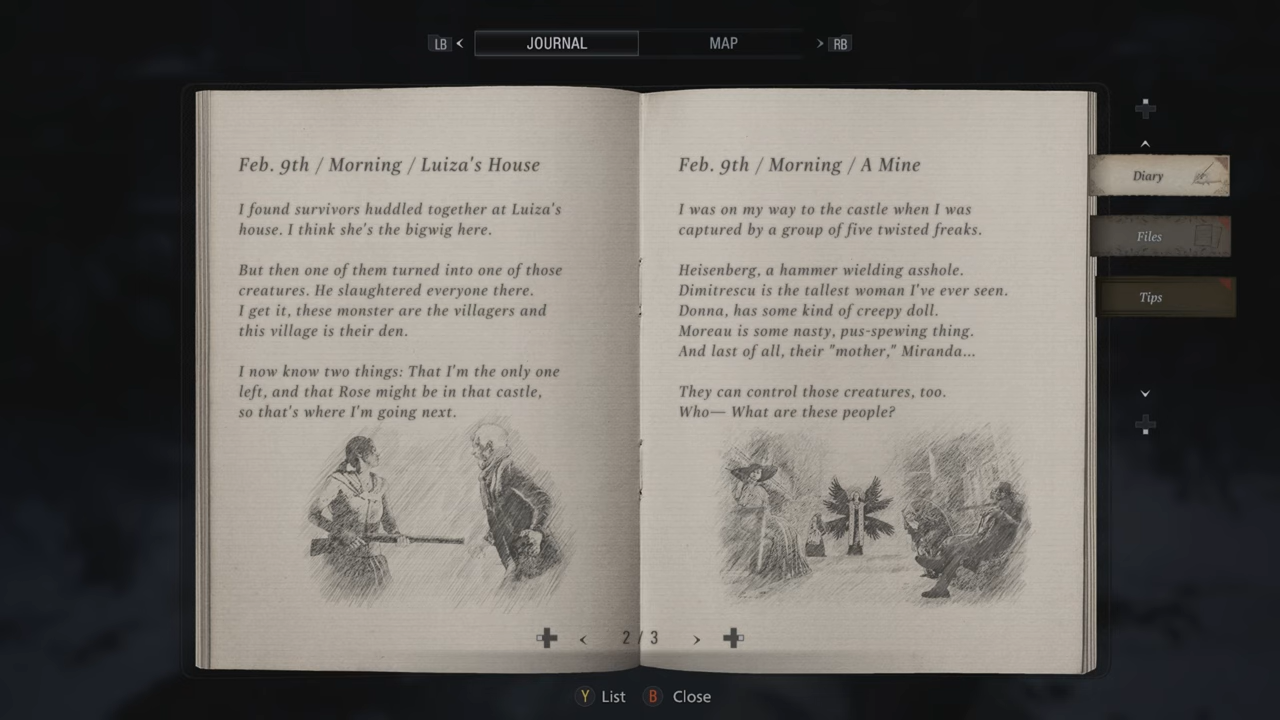 LB
JOURNAL
MAP
RB
Feb. 9th / Morning / Luiza's House
I found survivors huddled together at Luiza's
house. I think she's the bigwig here.
But then one of them turned into one of those
creatures. He slaughtered everyone there.
I get it, these monster are the villagers and
this village is their den.
I now know two things: That I'm the only one
left, and that Rose might be in that castle,
so that's where I'm going next.
Feb. 9th / Morning / A Mine
I was on my way to the castle when I was
captured by a group of five twisted freaks.
Heisenberg, a hammer wielding asshole.
Dimitrescu is the tallest woman I've ever seen.
Donna, has some kind of creepy doll.
Moreau is some nasty, pus-spewing thing.
And last of all, their "mother," Miranda...
They can control those creatures, too.
Who— What are these people?
Diary
Files
Tips
2 / 3
Y List B Close